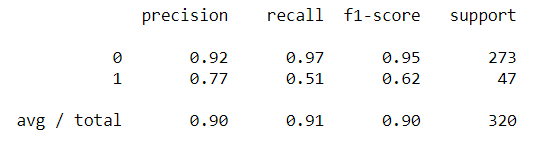 precision recall f1-score support
0 0.92 0.97 0.95 273
1 0.77 0.51 0.62 47
avg / total 0.90 0.91 0.90 320